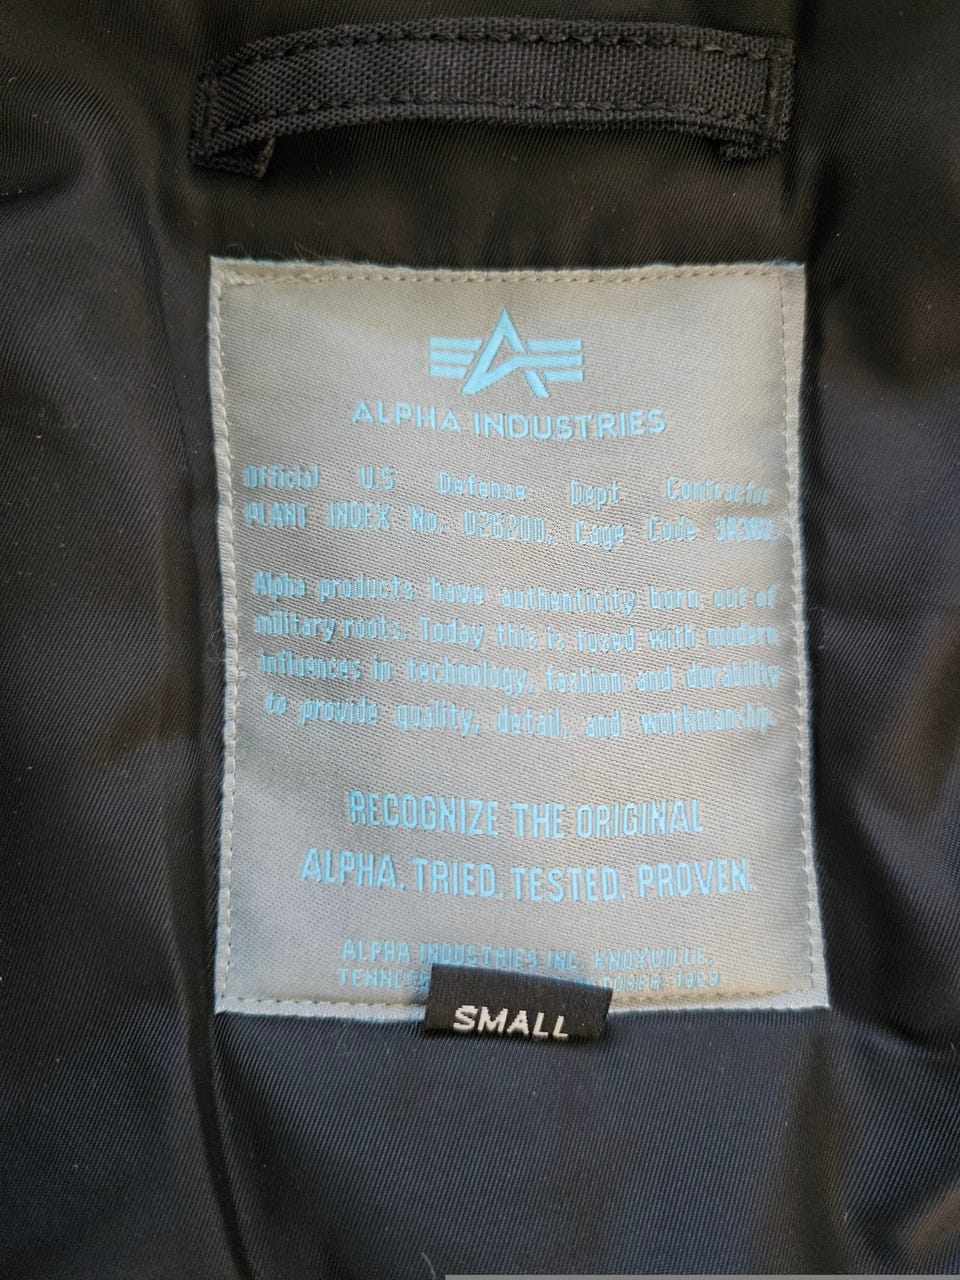 ALPHA INDUSTRIES
Official U.S Defense Dept Contractor
PLANT INDEX No. 026200, Cage Code
Alpha products have authenticity born out of
military roots. Today this is fused with modern
influences in technology, fashion and durability
to provide quality, detail, and workmanship.
RECOGNIZE THE ORIGINAL
ALPHA. TRIED. TESTED. PROVEN.
ALPHA INDUSTRIES INC. KNOXVILLE,
SMALL